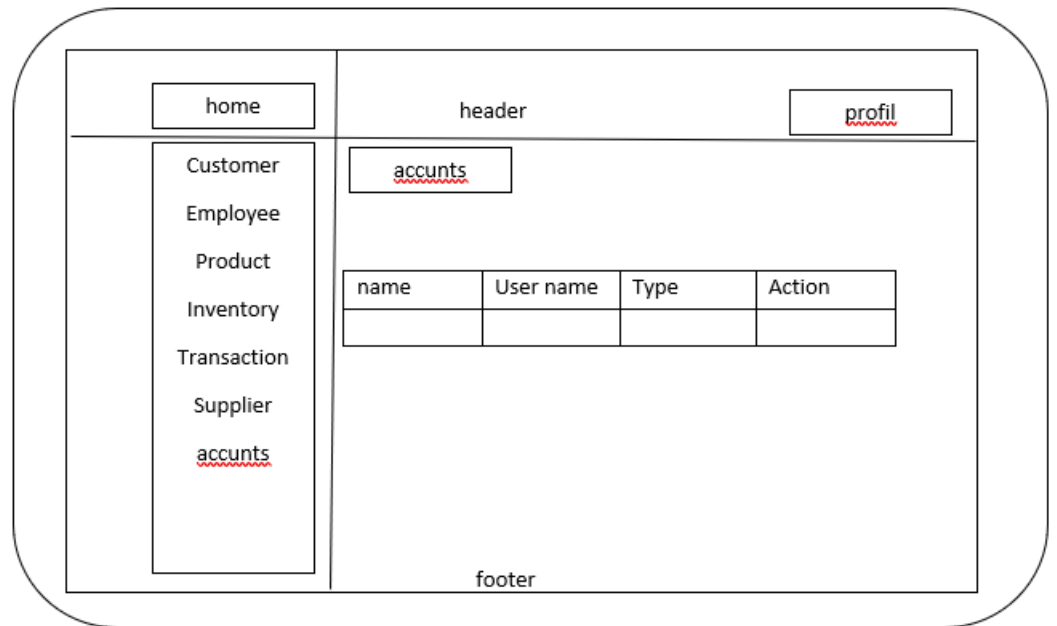 home
header
profil
Customer
Employee
Product
Inventory
Transaction
Supplier
accunts
accunts
name User name Type Action
footer